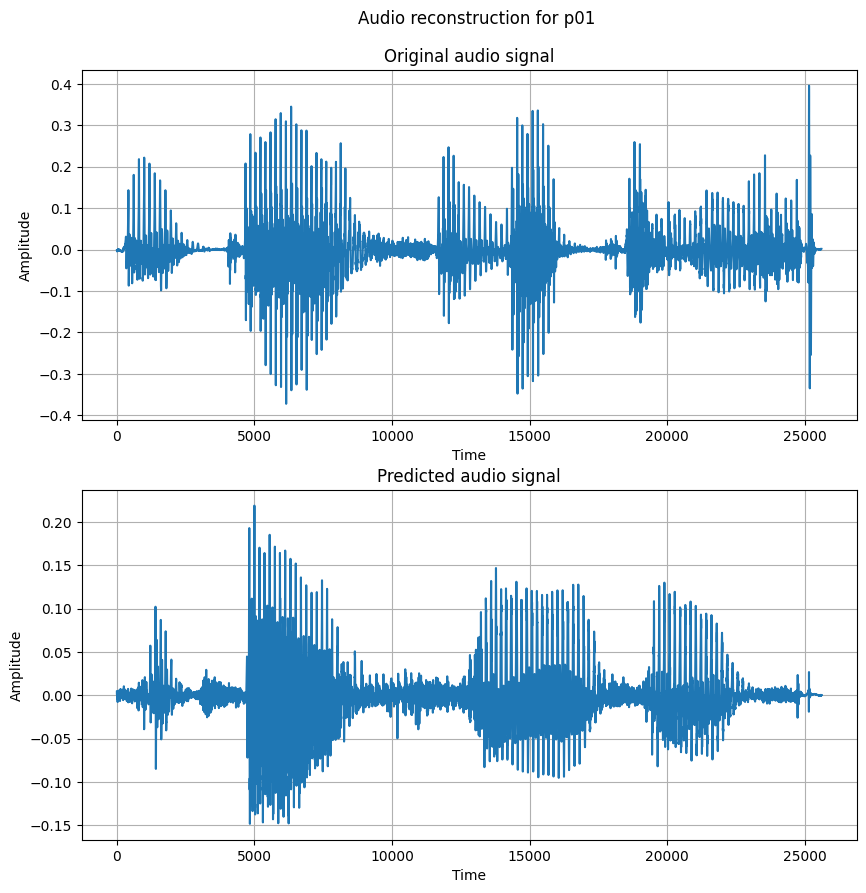 Audio reconstruction for p01
Original audio signal
0.4
0.3
0.2
0.1
0.0
−0.1
−0.2
−0.3
−0.4
Amplitude
0 5000 10000 15000 20000 25000
Time
Predicted audio signal
0.20
0.15
0.10
0.05
0.00
−0.05
−0.10
−0.15
Amplitude
0 5000 10000 15000 20000 25000
Time